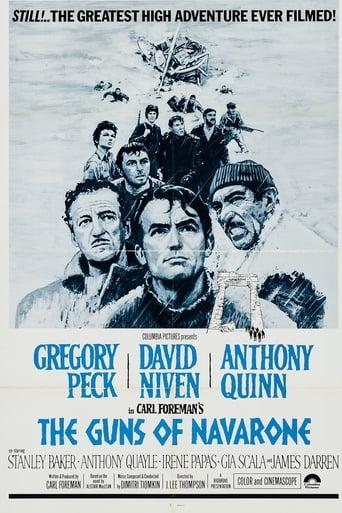 STILL!.. THE GREATEST HIGH ADVENTURE EVER FILMED!
COLUMBIA PICTURES presents
GREGORY PECK
DAVID NIVEN
ANTHONY QUINN
in CARL FOREMAN'S
THE GUNS OF NAVARONE
co-starring
STANLEY BAKER · ANTHONY QUAYLE · IRENE PAPAS · GIA SCALA and JAMES DARREN
Written & Produced by
CARL FOREMAN
Based on the novel by
ALISTAIR MacLEAN
Music Composed & Conducted by
DIMITRI TIOMKIN
Directed by
J. LEE THOMPSON
A HIGHROAD PRESENTATION
COLOR and CINEMASCOPE